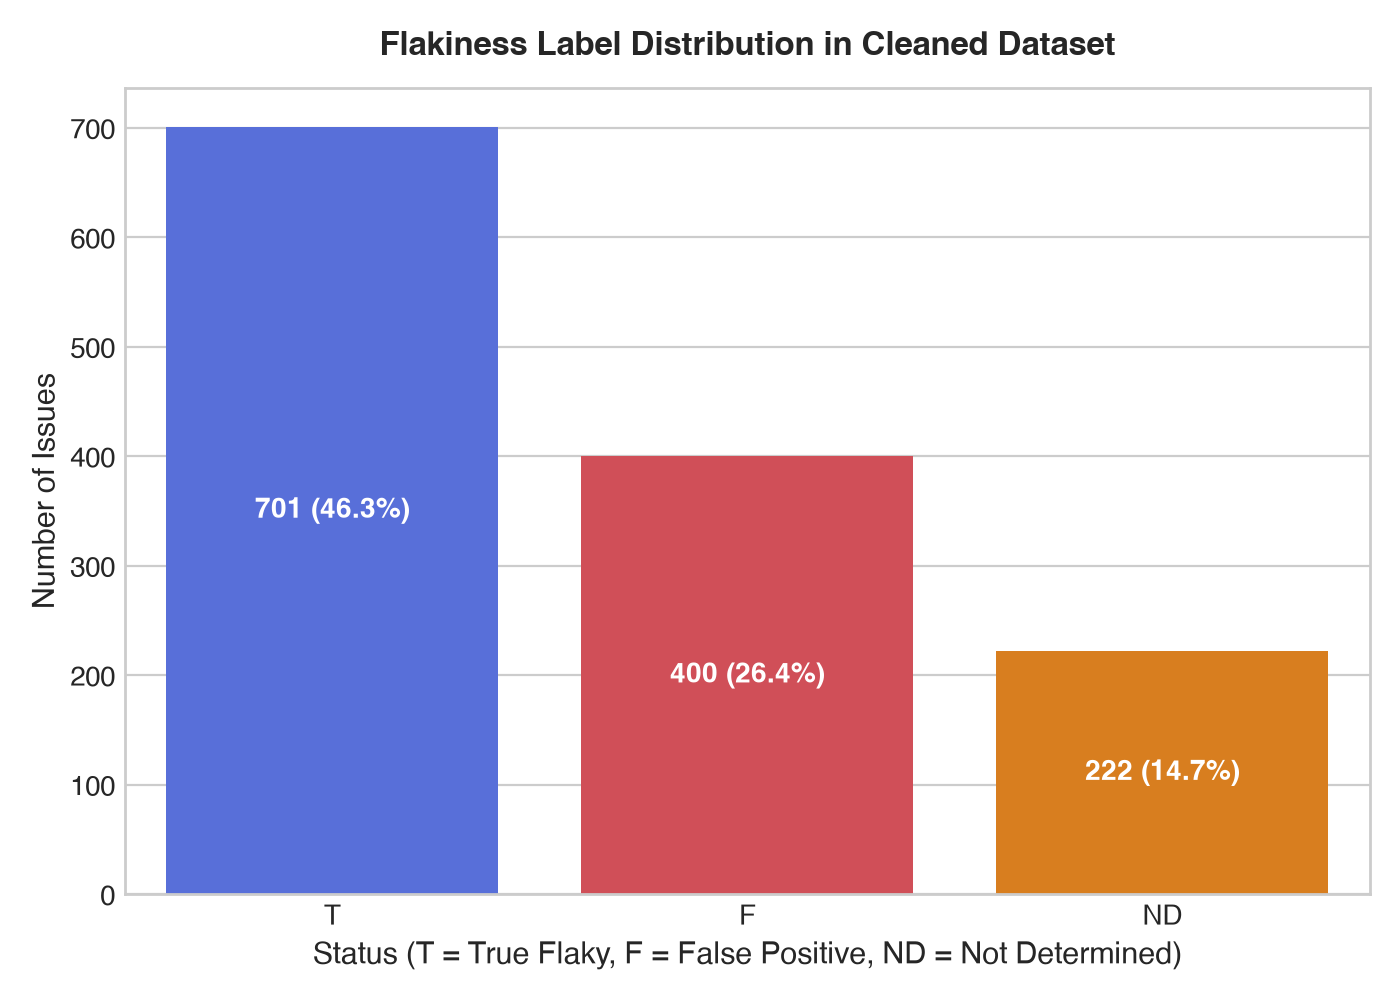 Flakiness Label Distribution in Cleaned Dataset
Number of Issues
700
600
500
400
300
200
100
0
701 (46.3%)
400 (26.4%)
222 (14.7%)
T
F
ND
Status (T = True Flaky, F = False Positive, ND = Not Determined)